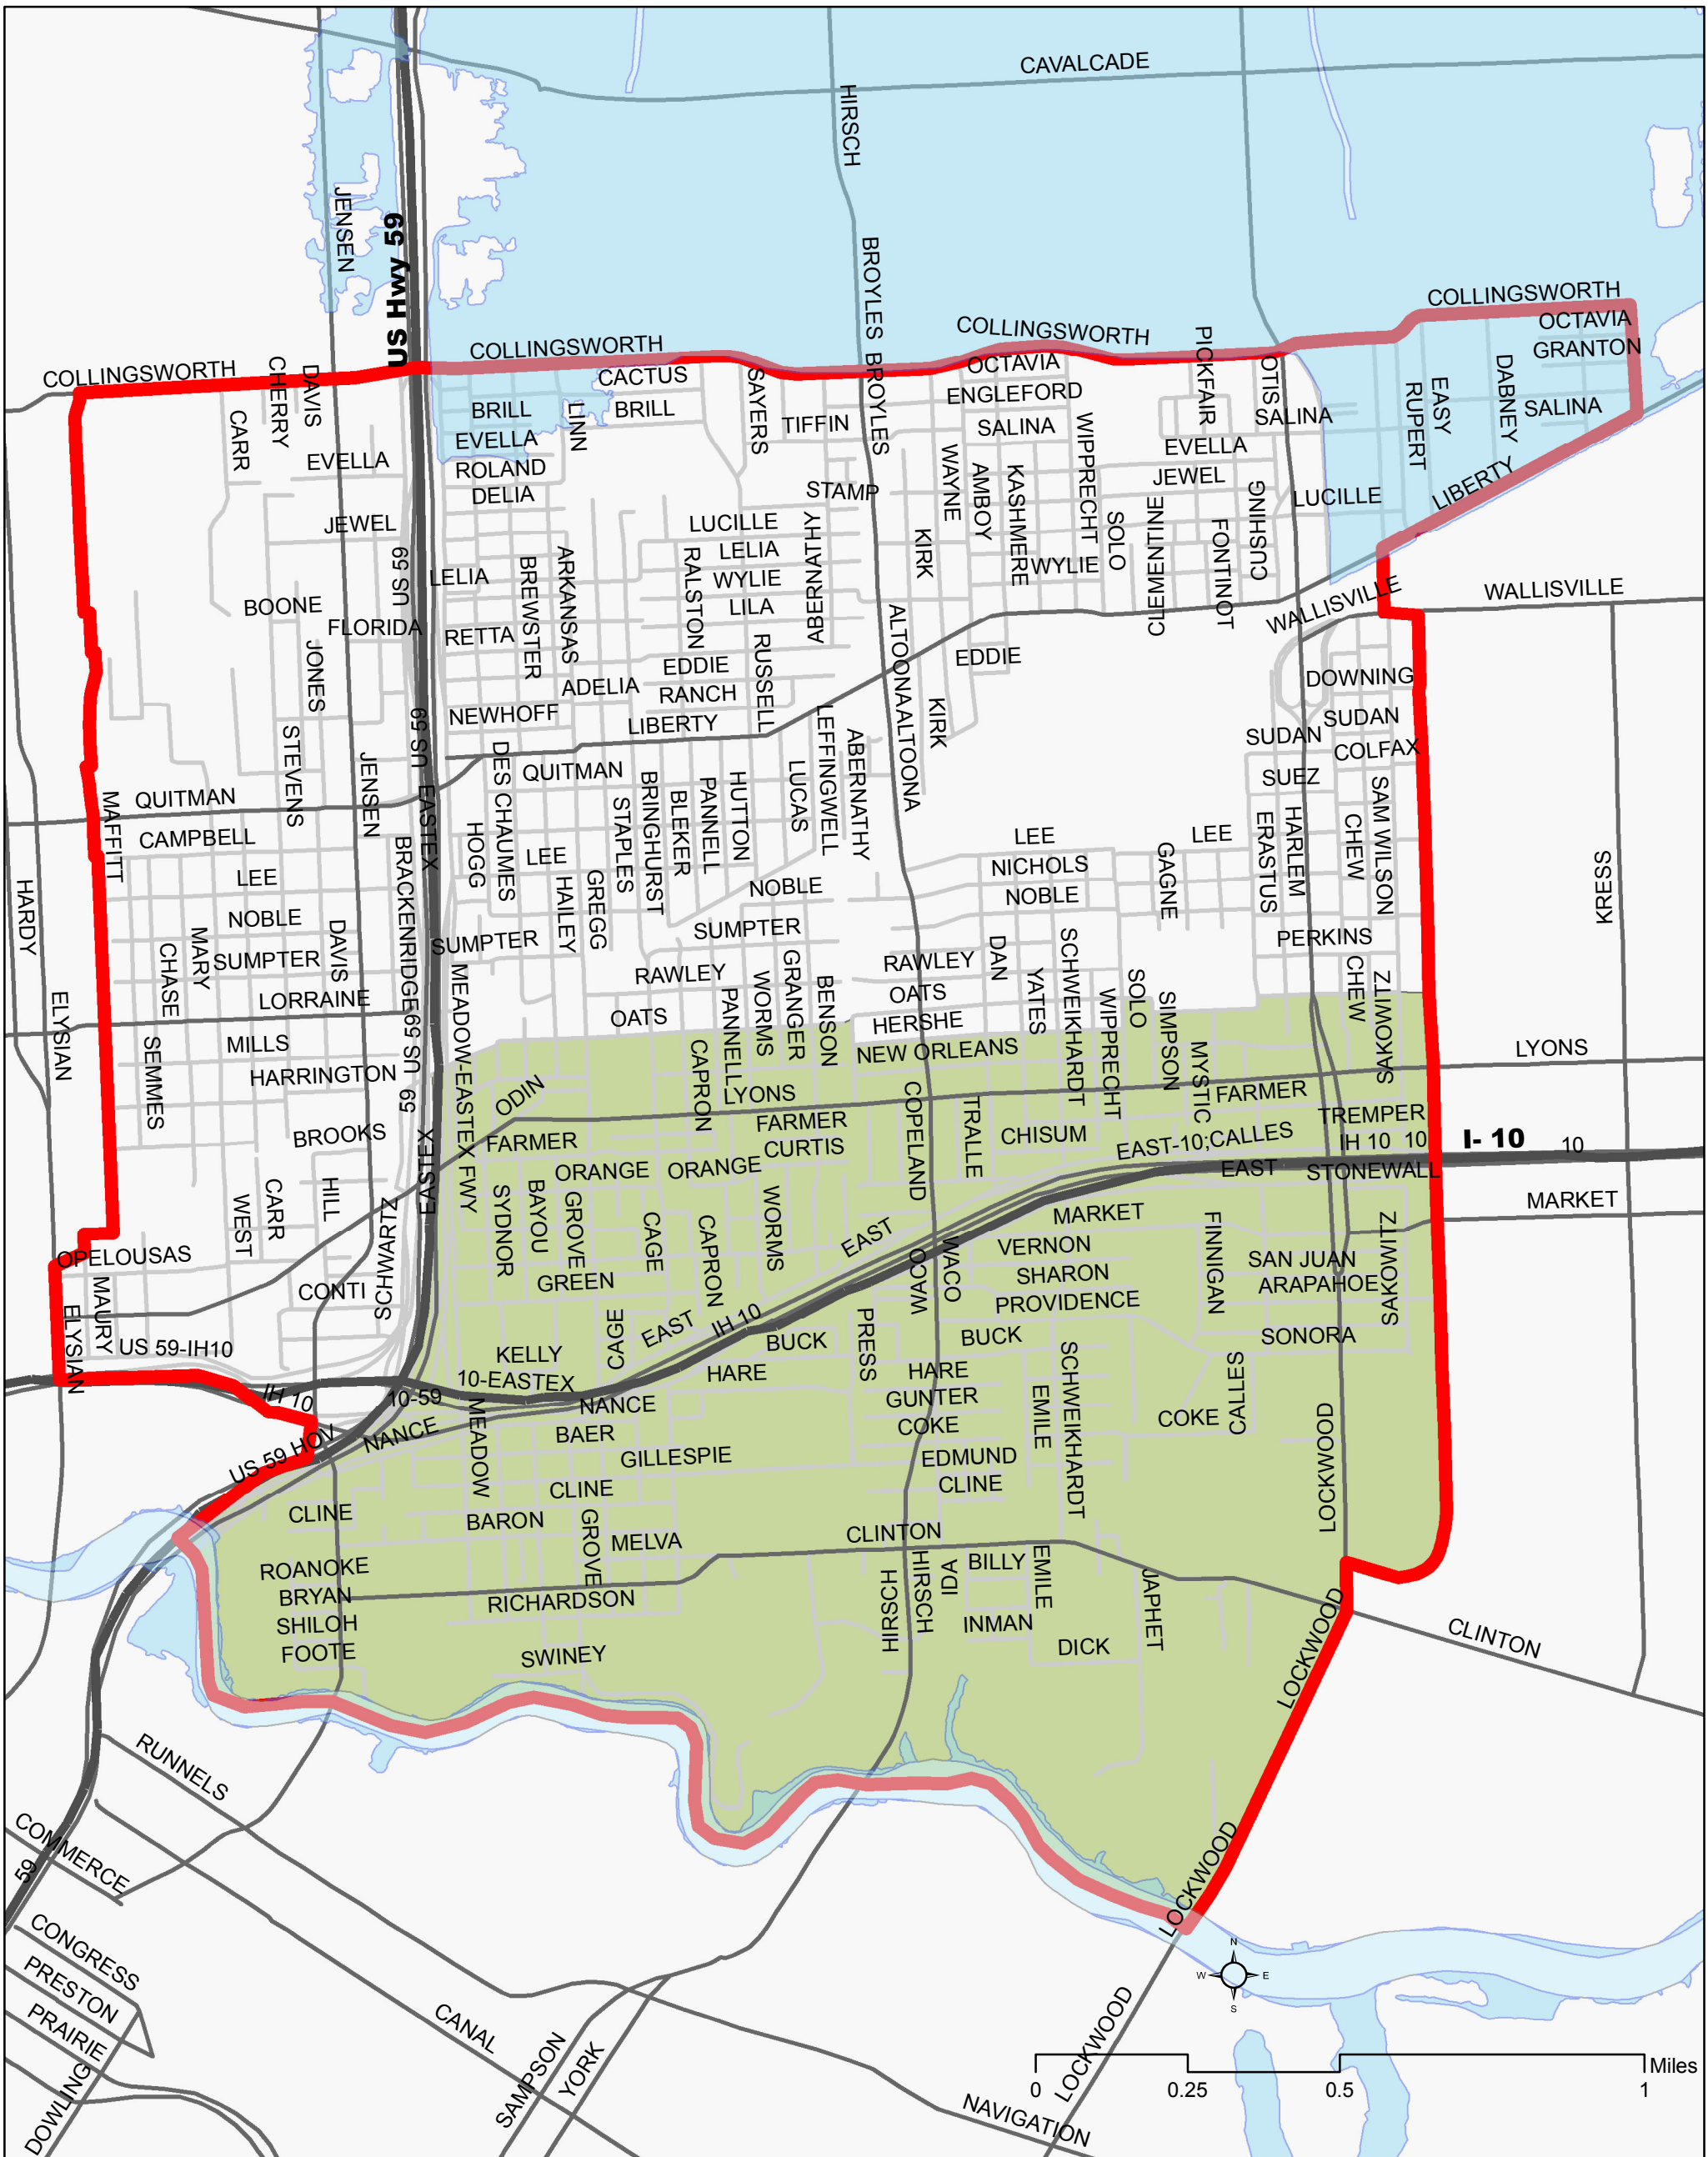 CAVALCADE
HIRSCH
JENSEN
US Hwy 59
BROYLES
BROYLES
COLLINGSWORTH
OCTAVIA
GRANTON
COLLINGSWORTH
COLLINGSWORTH
COLLINGSWORTH
CHERRY
DAVIS
CACTUS
SAYERS
OCTAVIA
PICKFAIR
OTIS
DABNEY
EASY
RUPERT
SALINA
CARR
BRILL
LINN
BRILL
TIFFIN
ENGLEFORD
SALINA
SALINA
EVELLA
EVELLA
EVELLA
WIPPRECHT
WAYNE
ROLAND
DELIA
STAMP
AMBOY
KASHMERE
JEWEL
CUSHING
LUCILLE
LIBERTY
JEWEL
US 59
LUCILLE
ABERNATHY
KIRK
SOLO
CLEMENTINE
FONTINOT
LELIA
BREWSTER
ARKANSAS
RALSTON
LELIA
WYLIE
WYLIE
LILA
BOONE
FLORIDA
RETTA
ALTOONA
WALLISVILLE
WALLISVILLE
JONES
RUSSELL
EDDIE
EDDIE
ADELIA
RANCH
DOWNING
NEWHOFF
LIBERTY
KIRK
ALTOONA
SUDAN
SUDAN
COLFAX
STEVENS
JENSEN
US 59
EASTEX
DES CHAUMES
QUITMAN
BRINGHURST
STAPLES
BLEKER
PANNELL
HUTTON
LUCAS
LEFFINGWELL
ABERNATHY
SUEZ
SAM WILSON
MAFFITT
QUITMAN
CAMPBELL
LEE
HOGG
LEE
HAILEY
GREGG
LEE
LEE
NICHOLS
NOBLE
GAGNE
ERASTUS
HARLEM
CHEW
HARDY
KRESS
NOBLE
NOBLE
BRACKENRIDGE
CHASE
MARY
SUMPTER
DAVIS
SUMPTER
SUMPTER
PERKINS
RAWLEY
RAWLEY
DAN
SCHWEIKHARDT
LORRAINE
MEADOW-EASTEX FWY
OATS
PANNELL
WORMS
GRANGER
BENSON
OATS
HERSHE
YATES
WIPPRECHT
SOLO
SIMPSON
CHEW
SAKOWITZ
ELYSIAN
SEMMES
MILLS
US 59
59
HARRINGTON
CAPRON
NEW ORLEANS
MYSTIC
LYONS
ODIN
LYONS
COPELAND
TRALLE
FARMER
BROOKS
EASTEX
FARMER
FARMER
CURTIS
CHISUM
EAST-10;CALLES
TREMPER
IH 10
10
I- 10
10
ORANGE
ORANGE
EAST
STONEWALL
WEST
CARR
HILL
SCHWARTZ
SYDNOR
BAYOU
GROVE
CAGE
CAPRON
WORMS
EAST
MARKET
MARKET
FINNIGAN
SAKOWITZ
OPELOUSAS
MAURY
GREEN
WACO
WACO
VERNON
SHARON
PROVIDENCE
SAN JUAN
ARAPAHOE
CONTI
ELYSIAN
US 59-IH10
CAGE
EAST
IH 10
PRESS
BUCK
BUCK
SONORA
KELLY
10-EASTEX
HARE
HARE
SCHWEIKHARDT
CALLES
IH 10
10-59
NANCE
NANCE
MEADOW
GUNTER
EMILE
COKE
COKE
LOCKWOOD
US 59 HOV
BAER
GILLESPIE
EDMUND
CLINE
CLINE
CLINE
BARON
GROVE
MELVA
CLINTON
ROANOKE
BRYAN
SHILOH
FOOTE
RICHARDSON
SWINEY
HIRSCH
HIRSCH
IDA
BILLY
EMILE
INMAN
DICK
JAPHET
LOCKWOOD
CLINTON
RUNNELS
COMMERCE
59
LOCKWOOD
CONGRESS
PRESTON
PRAIRIE
DOWLING
CANAL
SAMPSON
YORK
LOCKWOOD
NAVIGATION
N
W
E
S
0
0.25
0.5
1
Miles